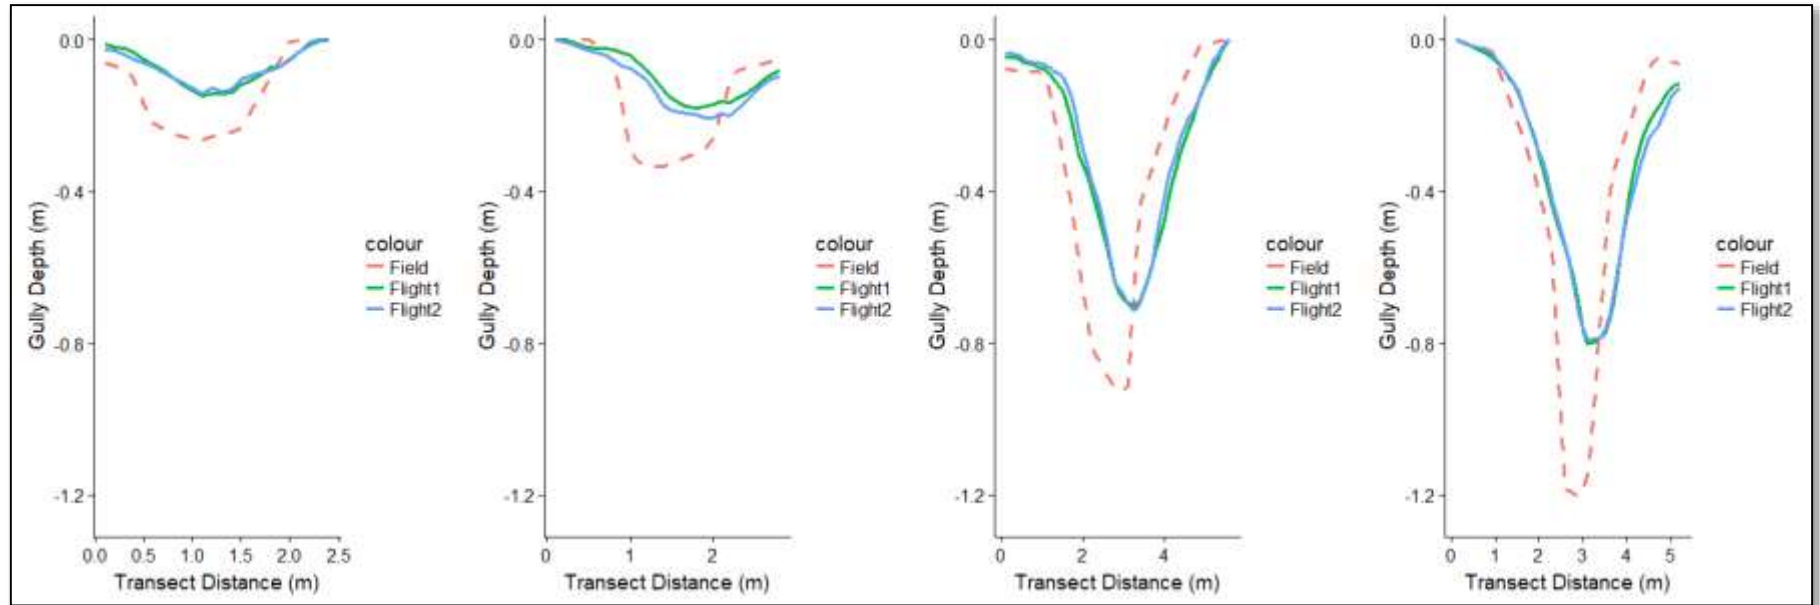 0.0
-0.4
-0.8
-1.2
Gully Depth (m)
0.0 0.5 1.0 1.5 2.0 2.5
Transect Distance (m)
colour
Field
Flight1
Flight2
0.0
-0.4
-0.8
-1.2
Gully Depth (m)
0 1 2
Transect Distance (m)
colour
Field
Flight1
Flight2
0.0
-0.4
-0.8
-1.2
Gully Depth (m)
0 2 4
Transect Distance (m)
colour
Field
Flight1
Flight2
0.0
-0.4
-0.8
-1.2
Gully Depth (m)
0 1 2 3 4 5
Transect Distance (m)
colour
Field
Flight1
Flight2